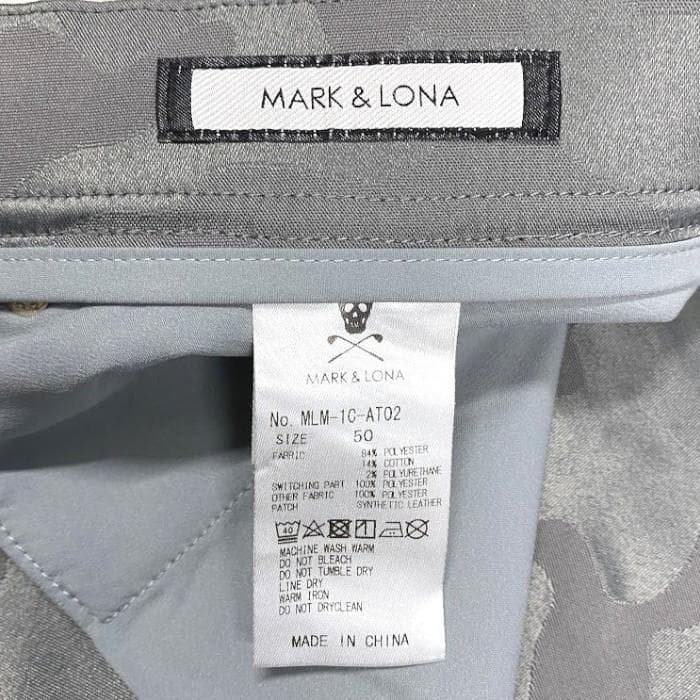 MARK & LONA
MARK & LONA
No. MLM-1C-AT02
SIZE 50
FABRIC 84% POLYESTER
14% COTTON
2% POLYURETHANE
SWITCHING PART 100% POLYESTER
OTHER FABRIC 100% POLYESTER
PATCH SYNTHETIC LEATHER
40
MACHINE WASH WARM
DO NOT BLEACH
DO NOT TUMBLE DRY
LINE DRY
WARM IRON
DO NOT DRYCLEAN
MADE IN CHINA